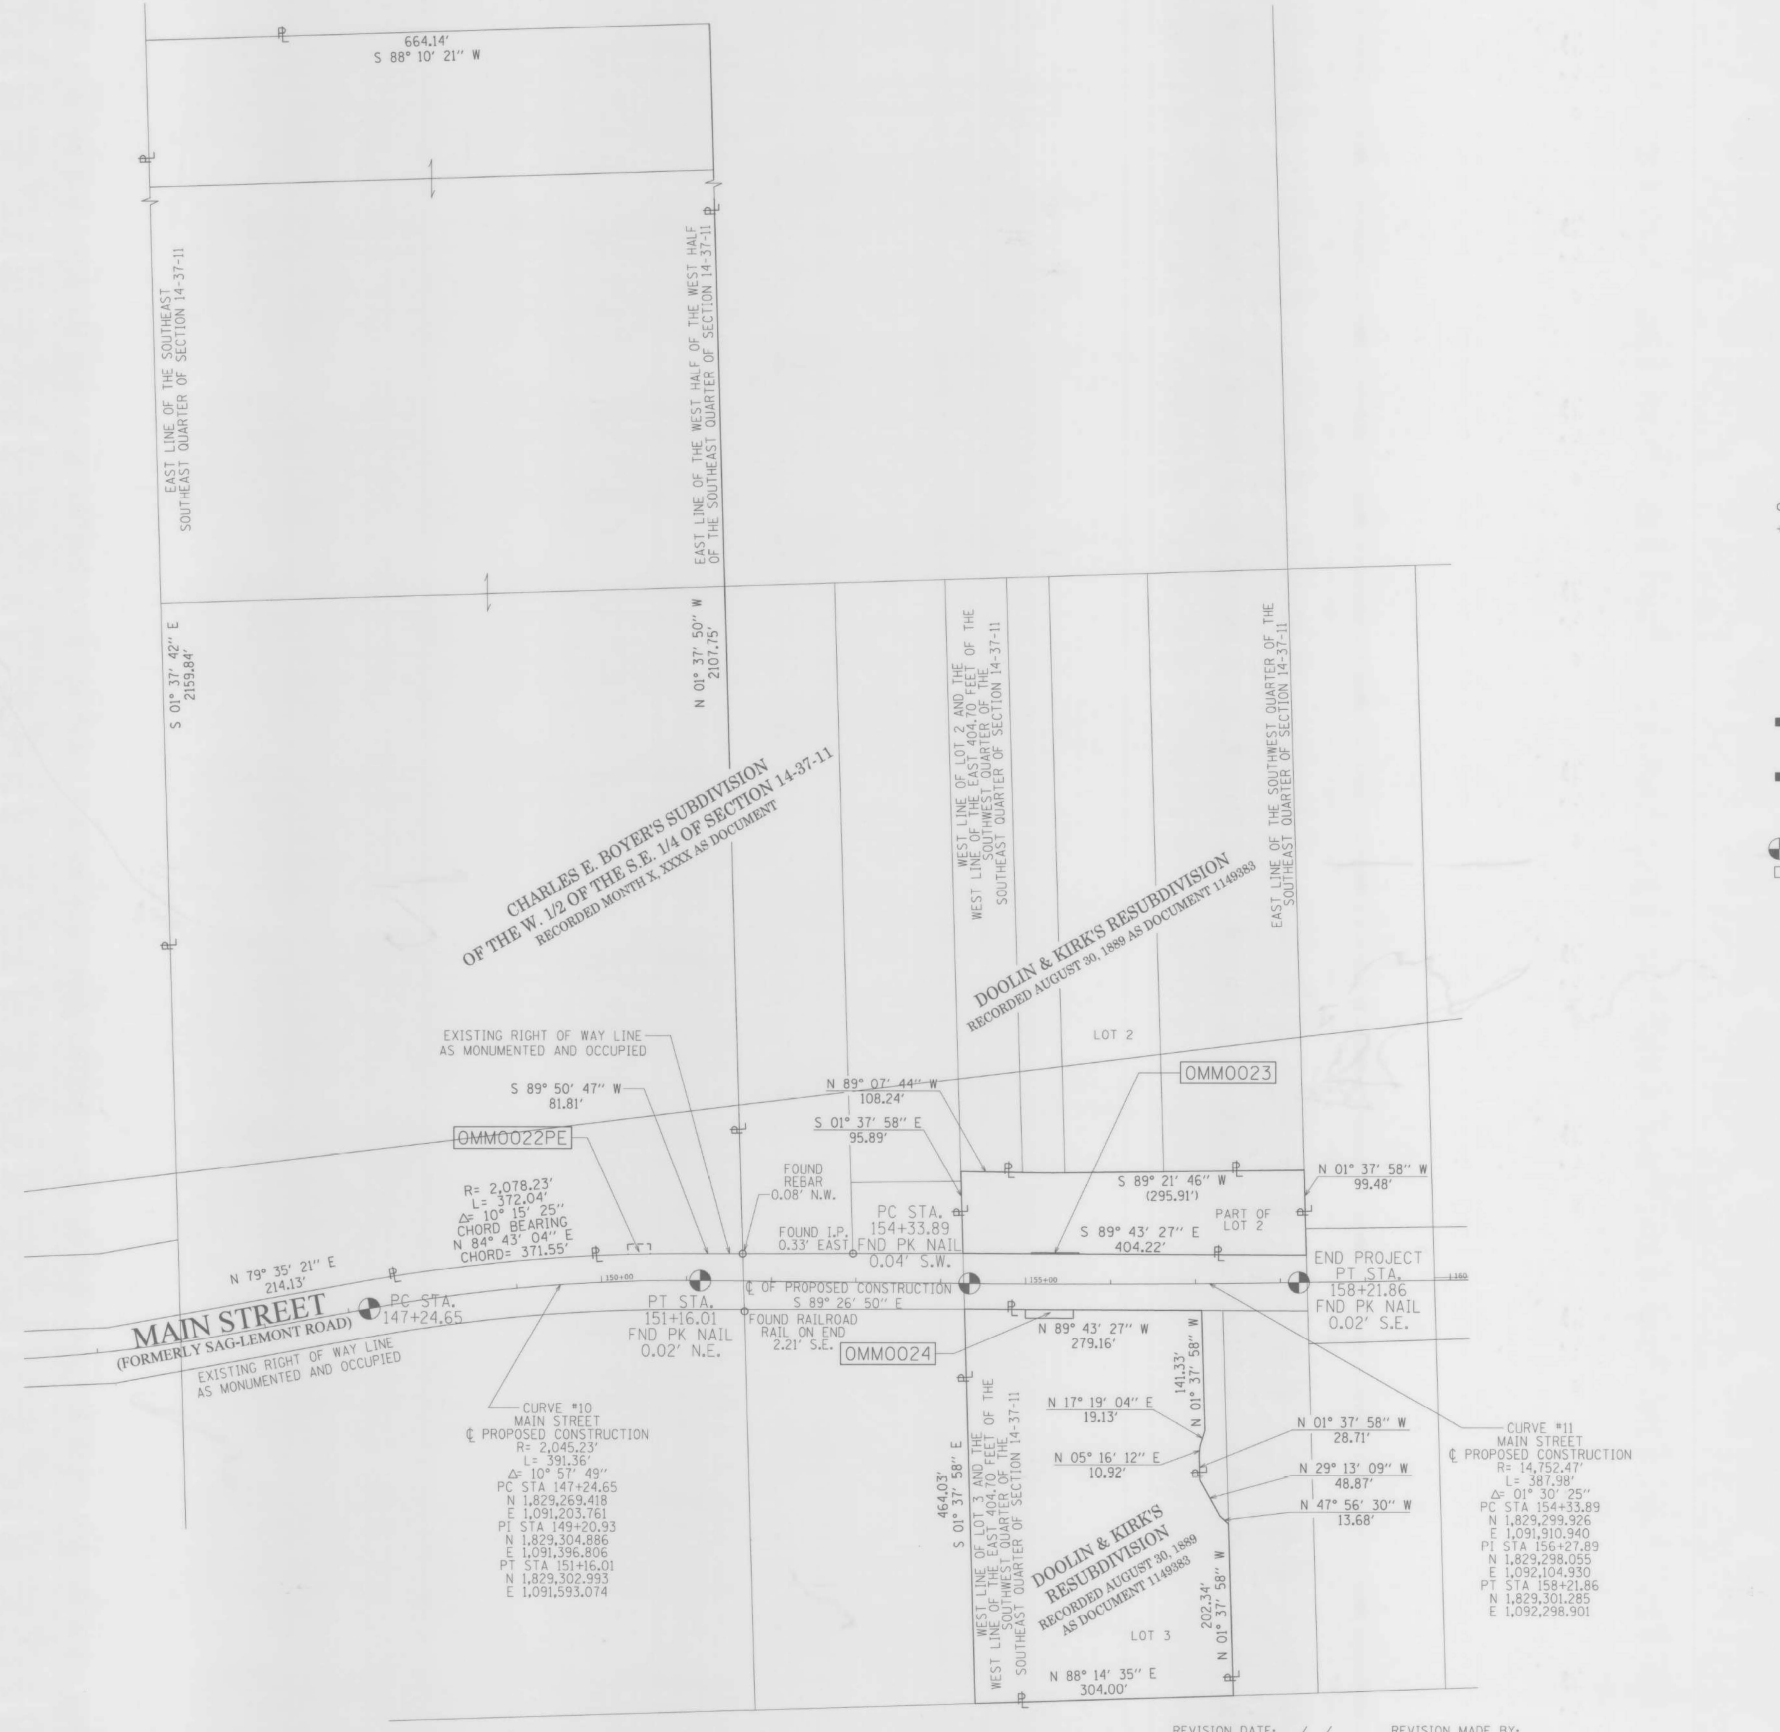 664.14'
S 88° 10' 21" W
EAST LINE OF THE SOUTHEAST
SOUTHEAST QUARTER OF SECTION 14-37-11
EAST LINE OF THE WEST HALF OF THE WEST HALF
OF THE SOUTHEAST QUARTER OF SECTION 14-37-11
S 01° 37' 42" E
2159.84'
N 01° 37' 50" W
2107.75'
WEST LINE OF LOT 2 AND THE
WEST LINE OF THE EAST 404.70 FEET OF THE
SOUTHWEST QUARTER OF THE
SOUTHEAST QUARTER OF SECTION 14-37-11
EAST LINE OF THE SOUTHWEST QUARTER OF THE
SOUTHEAST QUARTER OF SECTION 14-37-11
CHARLES E. BOYER'S SUBDIVISION
OF THE W. 1/2 OF THE S.E. 1/4 OF SECTION 14-37-11
RECORDED MONTH X, XXXX AS DOCUMENT
DOOLIN & KIRK'S RESUBDIVISION
RECORDED AUGUST 30, 1889 AS DOCUMENT 1149383
LOT 2
EXISTING RIGHT OF WAY LINE
AS MONUMENTED AND OCCUPIED
S 89° 50' 47" W
81.81'
N 89° 07' 44" W
108.24'
S 01° 37' 58" E
95.89'
0MM0023
0MM0022PE
FOUND
REBAR
0.08' N.W.
FOUND I.P.
0.33' EAST
PC STA.
154+33.89
FND PK NAIL
0.04' S.W.
S 89° 21' 46" W
(295.91')
N 01° 37' 58" W
99.48'
PART OF
LOT 2
S 89° 43' 27" E
404.22'
R= 2,078.23'
L= 372.04'
Δ= 10° 15' 25"
CHORD BEARING
N 84° 43' 04" E
CHORD= 371.55'
N 79° 35' 21" E
214.13'
MAIN STREET
(FORMERLY SAG-LEMONT ROAD)
PC STA.
147+24.65
150+00
PT STA.
151+16.01
FND PK NAIL
0.02' N.E.
℄ OF PROPOSED CONSTRUCTION
S 89° 26' 50" E
155+00
FOUND RAILROAD
RAIL ON END
2.21' S.E.
END PROJECT
PT STA.
158+21.86
FND PK NAIL
0.02' S.E.
160
EXISTING RIGHT OF WAY LINE
AS MONUMENTED AND OCCUPIED
0MM0024
N 89° 43' 27" W
279.16'
141.33'
N 01° 37' 58" W
N 17° 19' 04" E
19.13'
N 05° 16' 12" E
10.92'
N 01° 37' 58" W
28.71'
N 29° 13' 09" W
48.87'
N 47° 56' 30" W
13.68'
464.03'
S 01° 37' 58" E
WEST LINE OF LOT 3 AND THE
WEST LINE OF THE EAST 404.70 FEET OF THE
SOUTHWEST QUARTER OF THE
SOUTHEAST QUARTER OF SECTION 14-37-11
DOOLIN & KIRK'S
RESUBDIVISION
RECORDED AUGUST 30, 1889
AS DOCUMENT 1149383
LOT 3
202.34'
N 01° 37' 58" W
N 88° 14' 35" E
304.00'
CURVE #10
MAIN STREET
℄ PROPOSED CONSTRUCTION
R= 2,045.23'
L= 391.36'
Δ= 10° 57' 49"
PC STA 147+24.65
N 1,829,269.418
E 1,091,203.761
PI STA 149+20.93
N 1,829,304.886
E 1,091,396.806
PT STA 151+16.01
N 1,829,302.993
E 1,091,593.074
CURVE #11
MAIN STREET
℄ PROPOSED CONSTRUCTION
R= 14,752.47'
L= 387.98'
Δ= 01° 30' 25"
PC STA 154+33.89
N 1,829,299.926
E 1,091,910.940
PI STA 156+27.89
N 1,829,298.055
E 1,092,104.930
PT STA 158+21.86
N 1,829,301.285
E 1,092,298.901
REVISION DATE: / /
REVISION MADE BY: